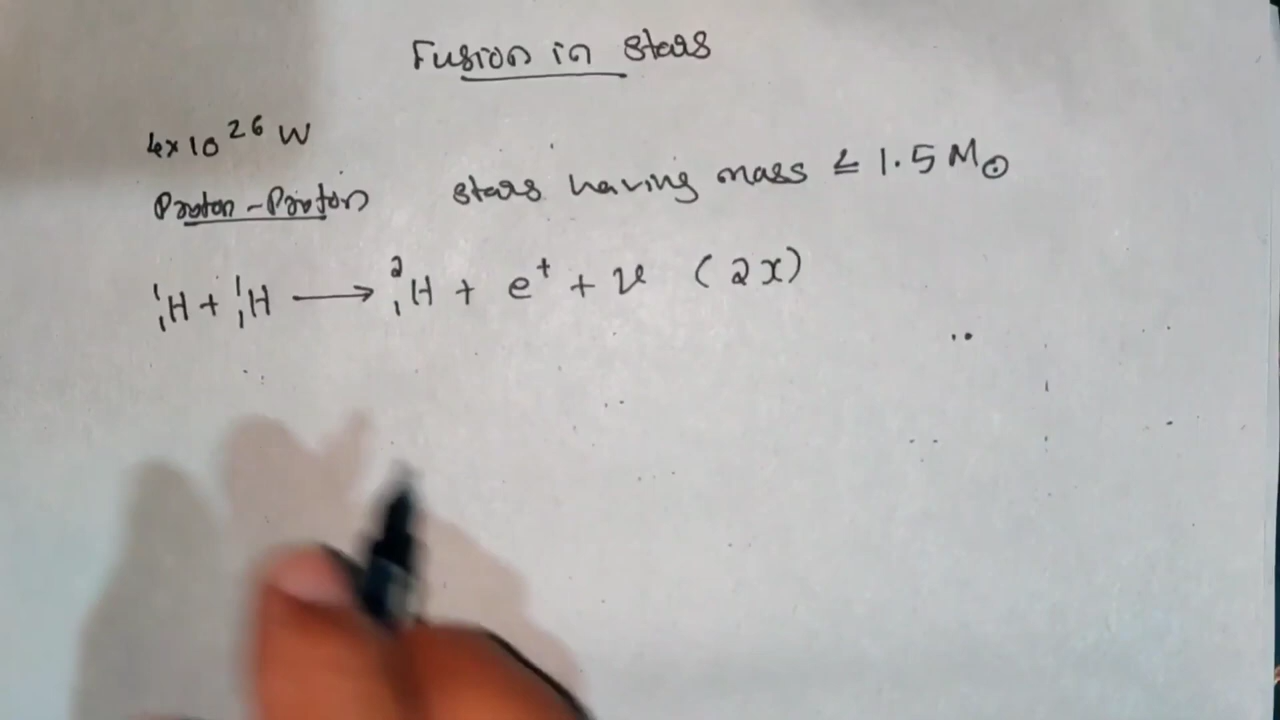 Fusion in stars
4×10²⁶ W
Proton-Proton stars having mass ≤ 1.5 M☉
¹₁H + ¹₁H → ²₁H + e⁺ + ν (2x)